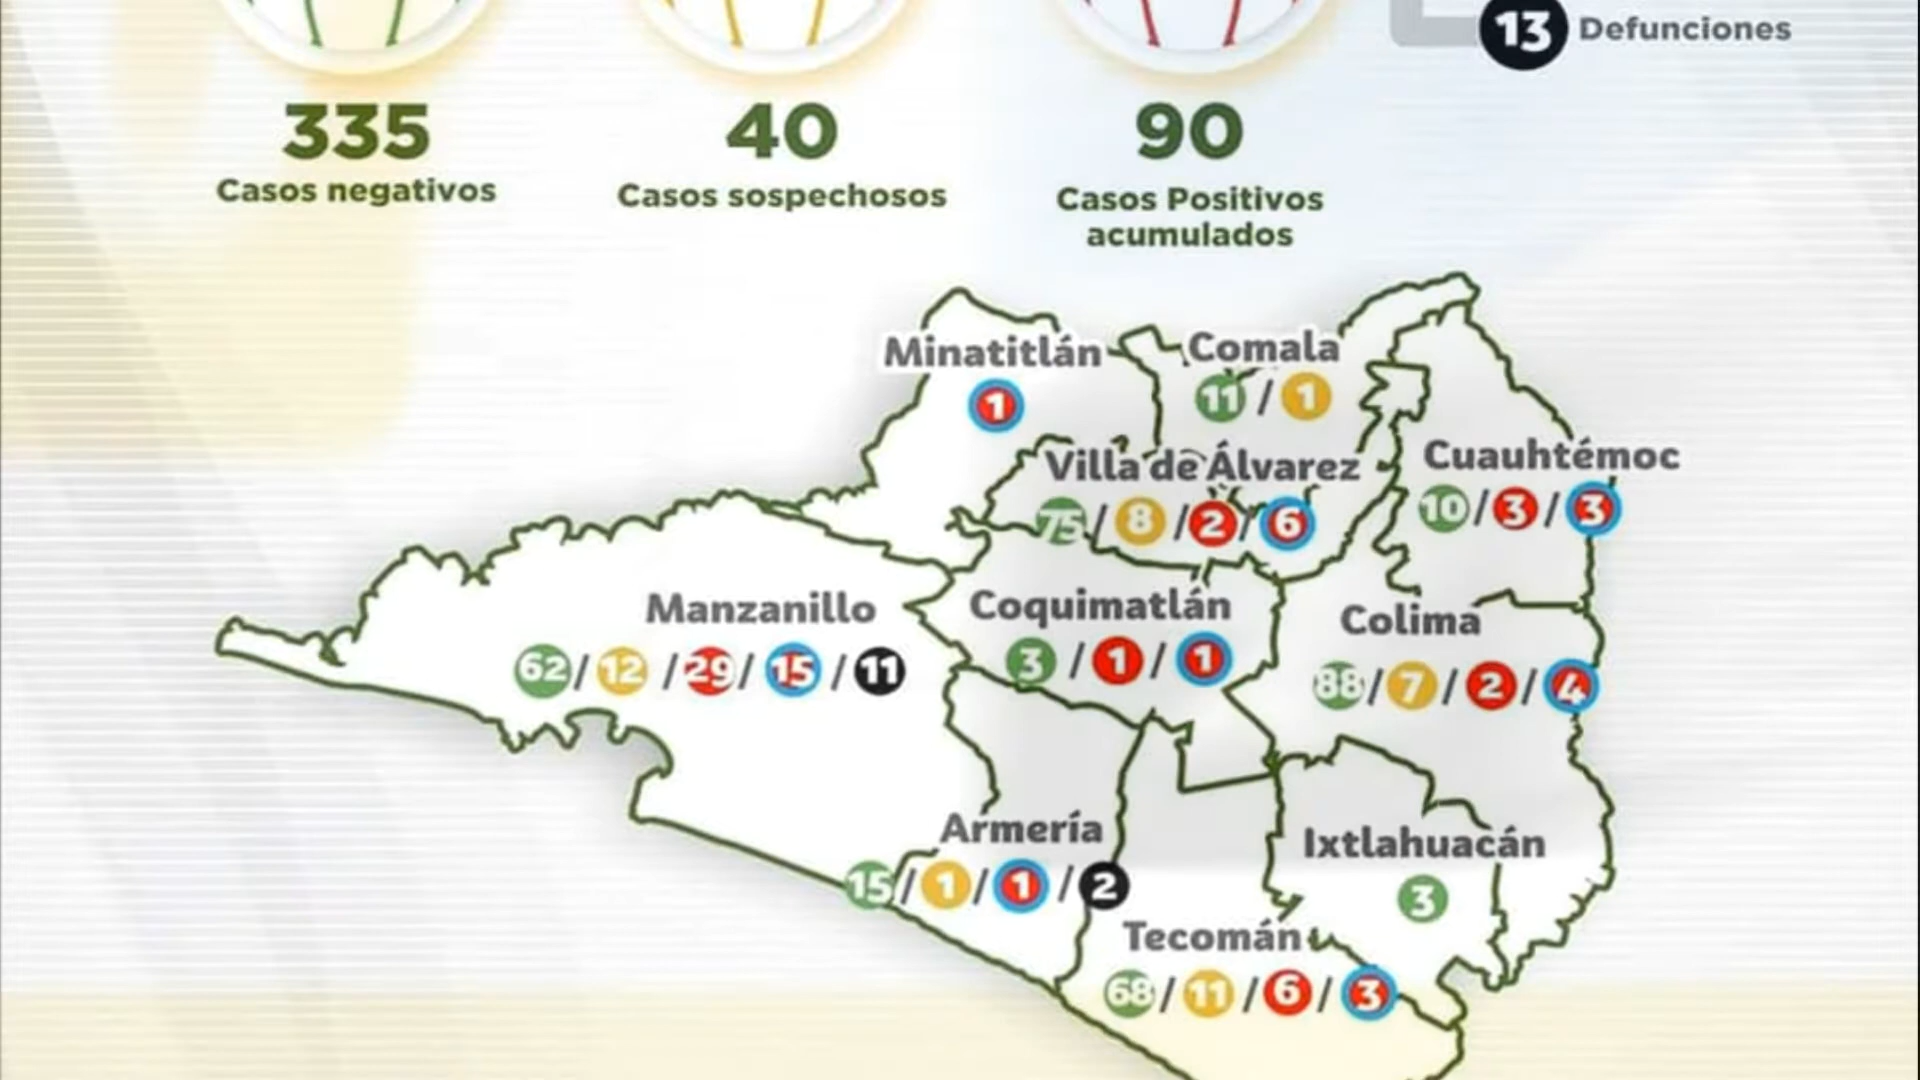 13 Defunciones
335
Casos negativos
40
Casos sospechosos
90
Casos Positivos
acumulados
Minatitlán
1
Comala
11 / 1
Villa de Álvarez
75 / 8 / 2 / 6
Cuauhtémoc
10 / 3 / 3
Manzanillo
62 / 12 / 29 / 15 / 11
Coquimatlán
3 / 1 / 1
Colima
88 / 7 / 2 / 4
Armería
15 / 1 / 1 / 2
Ixtlahuacán
3
Tecomán
68 / 11 / 6 / 3